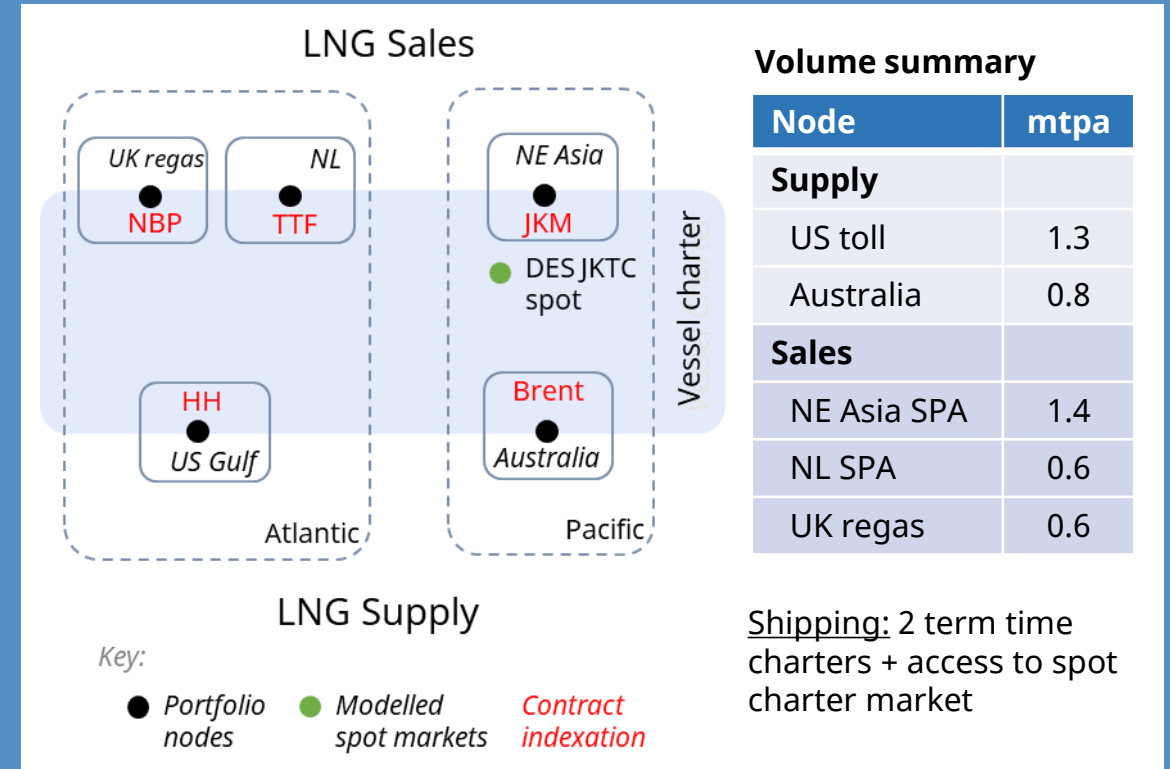 LNG Sales
UK regas
NBP
NL
TTF
NE Asia
JKM
DES JKTC
spot
Vessel charter
HH
US Gulf
Brent
Australia
Atlantic
Pacific
LNG Supply
Key:
Portfolio
nodes
Modelled
spot markets
Contract
indexation
Volume summary
Node mtpa
Supply
US toll 1.3
Australia 0.8
Sales
NE Asia SPA 1.4
NL SPA 0.6
UK regas 0.6
Shipping: 2 term time
charters + access to spot
charter market